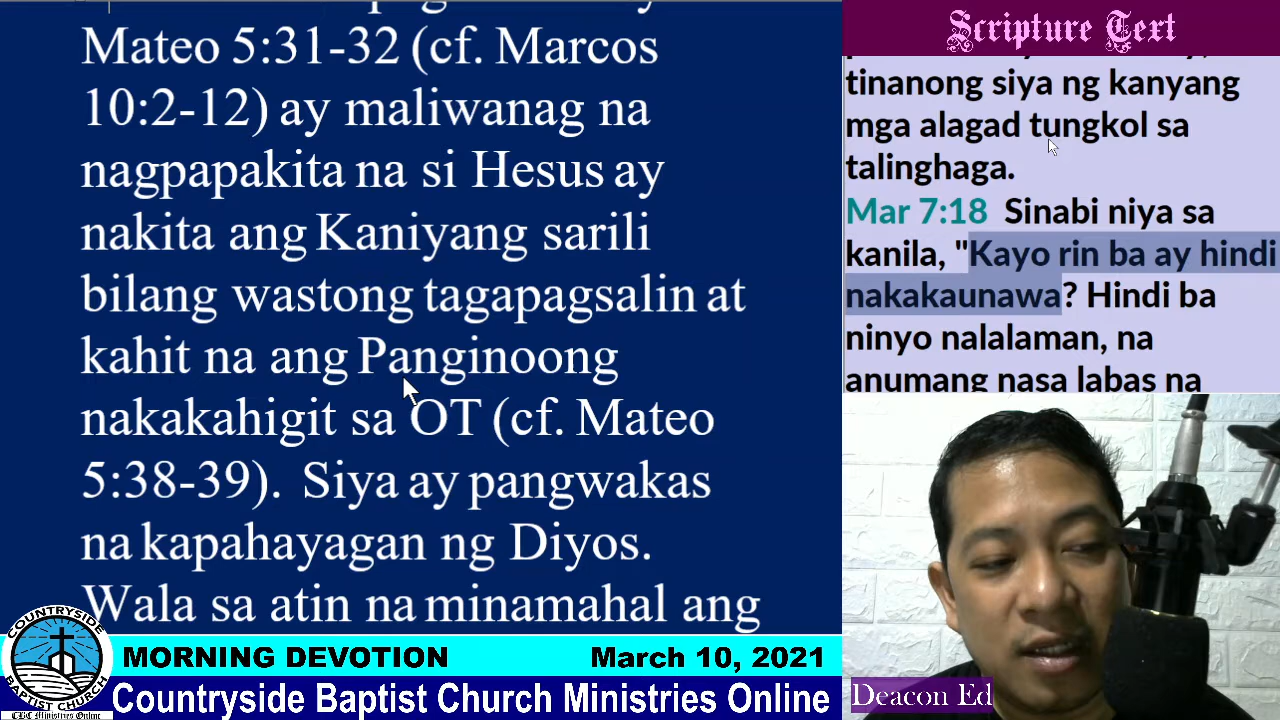 Mateo 5:31-32 (cf. Marcos
10:2-12) ay maliwanag na
nagpapakita na si Hesus ay
nakita ang Kaniyang sarili
bilang wastong tagapagsalin at
kahit na ang Panginoong
nakakahigit sa OT (cf. Mateo
5:38-39). Siya ay pangwakas
na kapahayagan ng Diyos.
Wala sa atin na minamahal ang
Scripture Text
tinanong siya ng kanyang
mga alagad tungkol sa
talinghaga.
Mar 7:18 Sinabi niya sa
kanila, "Kayo rin ba ay hindi
nakakaunawa? Hindi ba
ninyo nalalaman, na
anumang nasa labas na
COUNTRYSIDE
BAPTIST CHURCH
CBC Ministries Online
MORNING DEVOTION March 10, 2021
Countryside Baptist Church Ministries Online
Deacon Ed